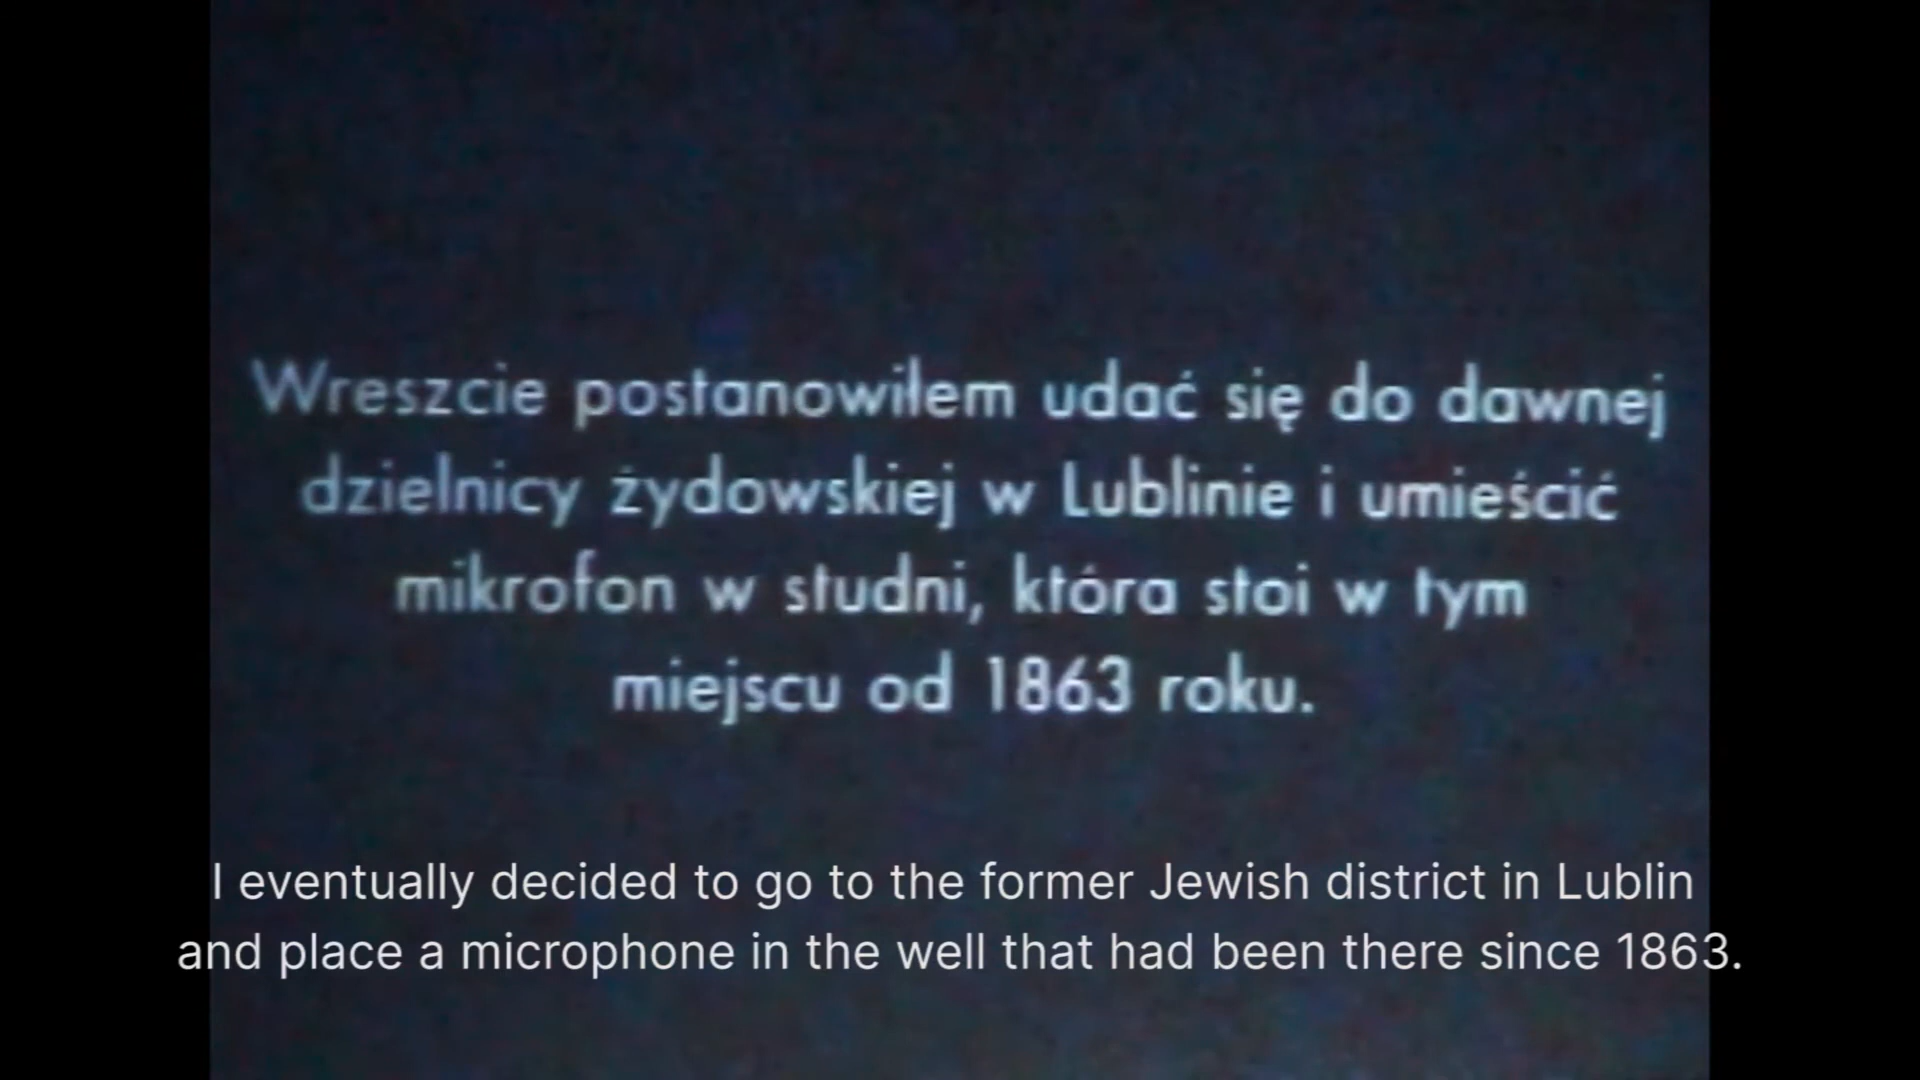 Wreszcie postanowiłem udać się do dawnej
dzielnicy żydowskiej w Lublinie i umieścić
mikrofon w studni, która stoi w tym
miejscu od 1863 roku.
I eventually decided to go to the former Jewish district in Lublin
and place a microphone in the well that had been there since 1863.